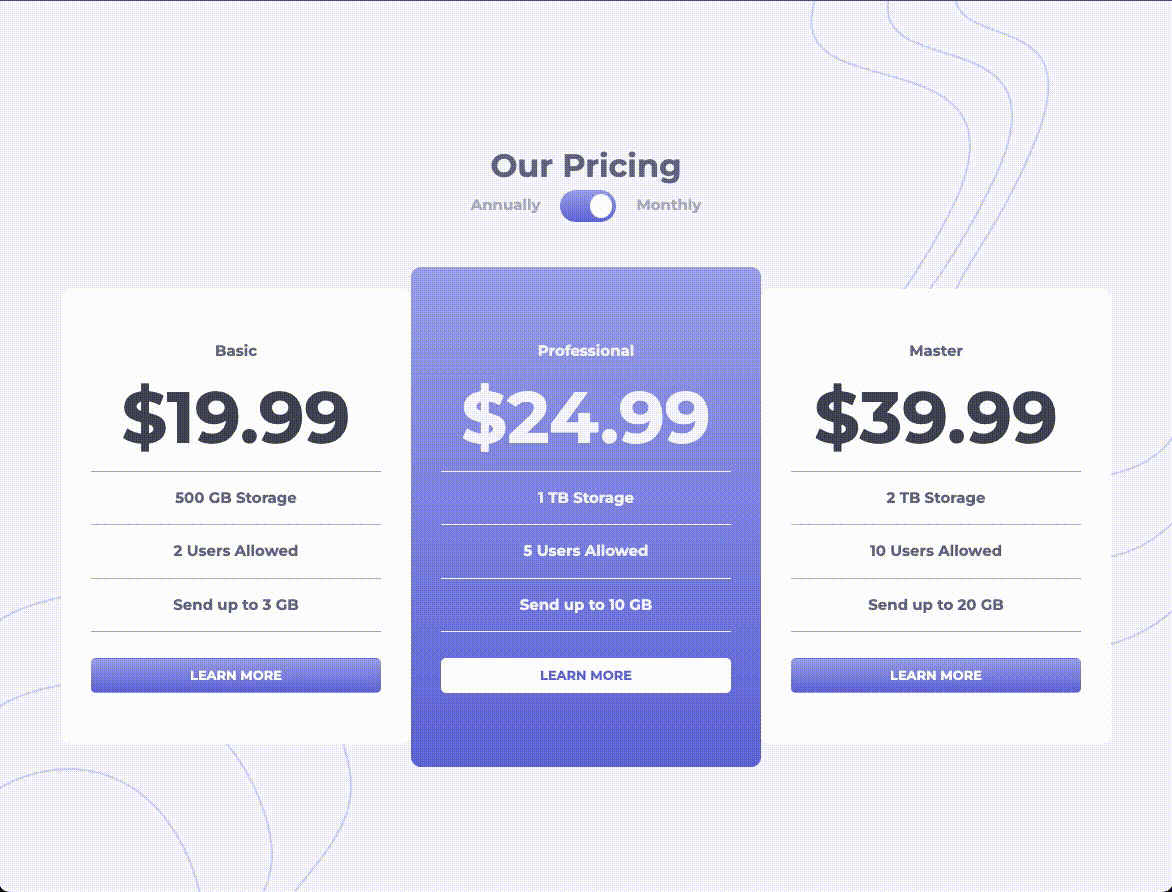 Our Pricing
Annually Monthly
Basic
$19.99
500 GB Storage
2 Users Allowed
Send up to 3 GB
LEARN MORE
Professional
$24.99
1 TB Storage
5 Users Allowed
Send up to 10 GB
LEARN MORE
Master
$39.99
2 TB Storage
10 Users Allowed
Send up to 20 GB
LEARN MORE